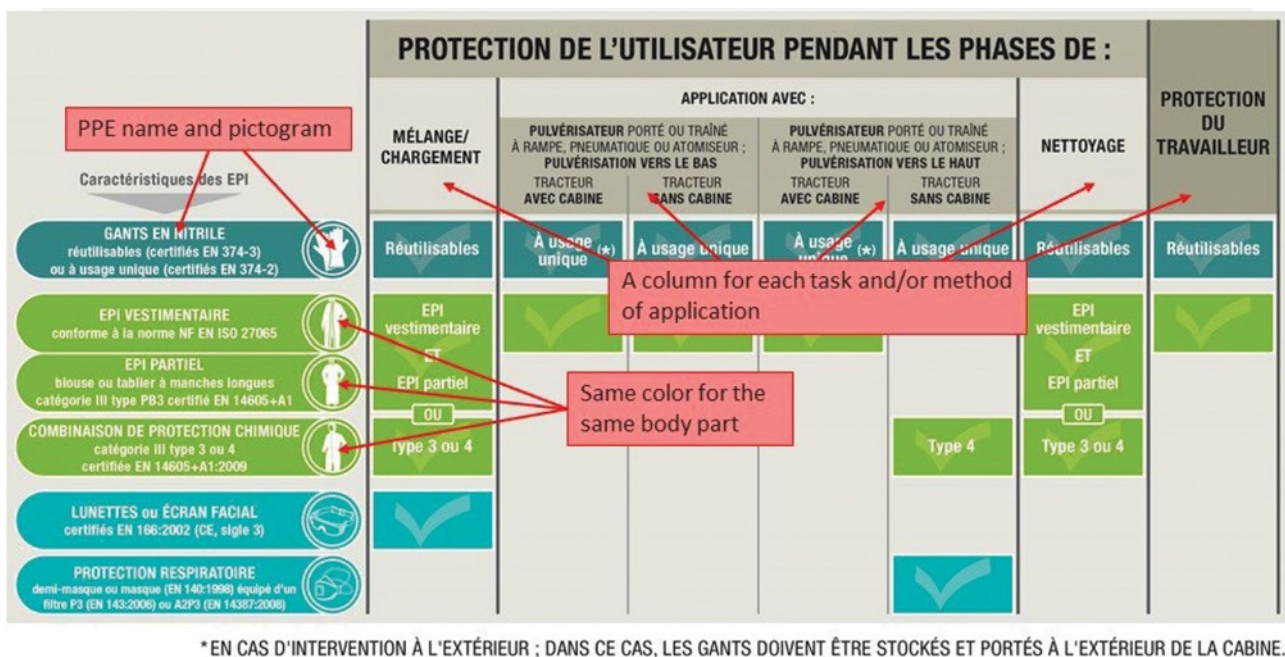 PROTECTION DE L'UTILISATEUR PENDANT LES PHASES DE :
PROTECTION
DU
TRAVAILLEUR
MÉLANGE/
CHARGEMENT
APPLICATION AVEC :
PULVÉRISATEUR PORTÉ OU TRAÎNÉ
À RAMPE, PNEUMATIQUE OU ATOMISEUR ;
PULVÉRISATION VERS LE BAS
TRACTEUR
AVEC CABINE
TRACTEUR
SANS CABINE
PULVÉRISATEUR PORTÉ OU TRAÎNÉ
À RAMPE, PNEUMATIQUE OU ATOMISEUR ;
PULVÉRISATION VERS LE HAUT
TRACTEUR
AVEC CABINE
TRACTEUR
SANS CABINE
NETTOYAGE
PPE name and pictogram
Caractéristiques des EPI
GANTS EN NITRILE
réutilisables (certifiés EN 374-3)
ou à usage unique (certifiés EN 374-2)
Réutilisables
À usage
unique (*)
À usage unique
À usage
unique (*)
À usage unique
Réutilisables
Réutilisables
A column for each task and/or method
of application
EPI VESTIMENTAIRE
conforme à la norme NF EN ISO 27065
EPI PARTIEL
blouse ou tablier à manches longues
catégorie III type PB3 certifié EN 14605+A1
EPI
vestimentaire
ET
EPI partiel
OU
EPI
vestimentaire
ET
EPI partiel
OU
Same color for the
same body part
COMBINAISON DE PROTECTION CHIMIQUE
catégorie III type 3 ou 4
certifiée EN 14605+A1:2009
Type 3 ou 4
Type 4
Type 3 ou 4
LUNETTES ou ÉCRAN FACIAL
certifiés EN 166:2002 (CE, sigle 3)
PROTECTION RESPIRATOIRE
demi-masque ou masque (EN 140:1998) équipé d'un
filtre P3 (EN 143:2006) ou A2P3 (EN 14387:2008)
*EN CAS D'INTERVENTION À L'EXTÉRIEUR ; DANS CE CAS, LES GANTS DOIVENT ÊTRE STOCKÉS ET PORTÉS À L'EXTÉRIEUR DE LA CABINE.